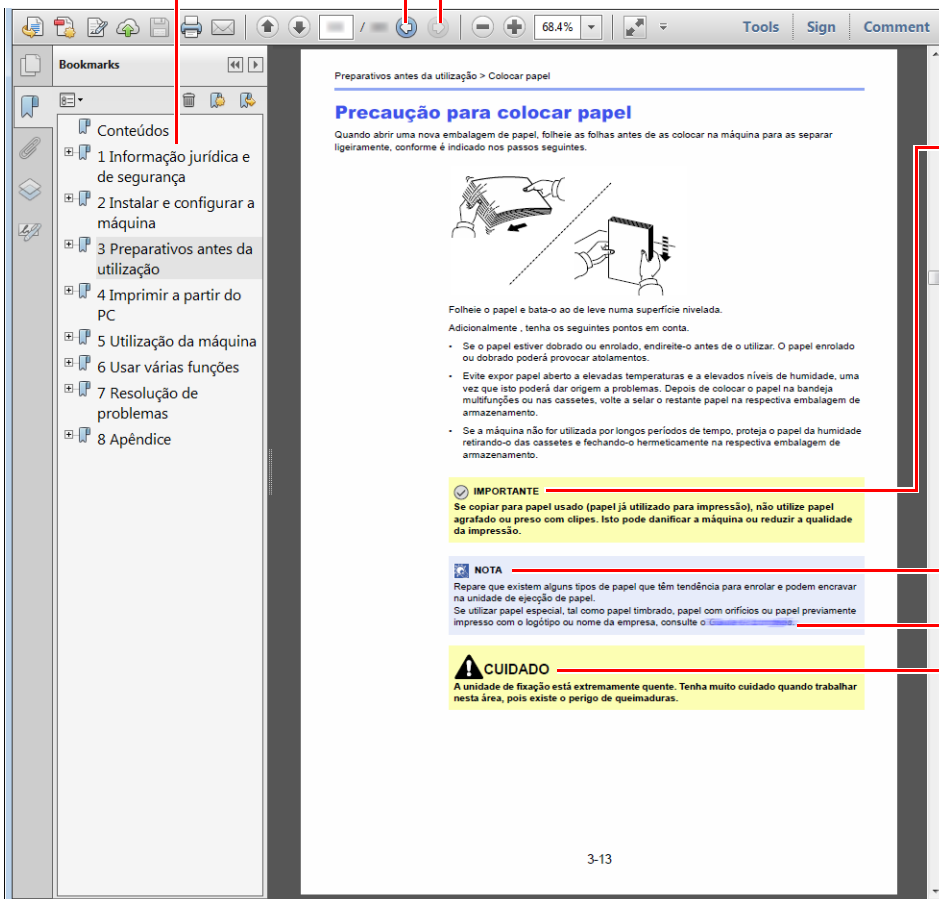 /
68.4%
Tools
Sign
Comment
Bookmarks
Conteúdos
1 Informação jurídica e
de segurança
2 Instalar e configurar a
máquina
3 Preparativos antes da
utilização
4 Imprimir a partir do
PC
5 Utilização da máquina
6 Usar várias funções
7 Resolução de
problemas
8 Apêndice
Preparativos antes da utilização > Colocar papel
Precaução para colocar papel
Quando abrir uma nova embalagem de papel, folheie as folhas antes de as colocar na máquina para as separar
ligeiramente, conforme é indicado nos passos seguintes.
Folheie o papel e bata-o ao de leve numa superfície nivelada.
Adicionalmente , tenha os seguintes pontos em conta.
• Se o papel estiver dobrado ou enrolado, endireite-o antes de o utilizar. O papel enrolado
ou dobrado poderá provocar atolamentos.
• Evite expor papel aberto a elevadas temperaturas e a elevados níveis de humidade, uma
vez que isto poderá dar origem a problemas. Depois de colocar o papel na bandeja
multifunções ou nas cassetes, volte a selar o restante papel na respectiva embalagem de
armazenamento.
• Se a máquina não for utilizada por longos períodos de tempo, proteja o papel da humidade
retirando-o das cassetes e fechando-o hermeticamente na respectiva embalagem de
armazenamento.
IMPORTANTE
Se copiar para papel usado (papel já utilizado para impressão), não utilize papel
agrafado ou preso com clipes. Isto pode danificar a máquina ou reduzir a qualidade
da impressão.
NOTA
Repare que existem alguns tipos de papel que têm tendência para enrolar e podem encravar
na unidade de ejecção de papel.
Se utilizar papel especial, tal como papel timbrado, papel com orifícios ou papel previamente
impresso com o logótipo ou nome da empresa, consulte o
CUIDADO
A unidade de fixação está extremamente quente. Tenha muito cuidado quando trabalhar
nesta área, pois existe o perigo de queimaduras.
3-13